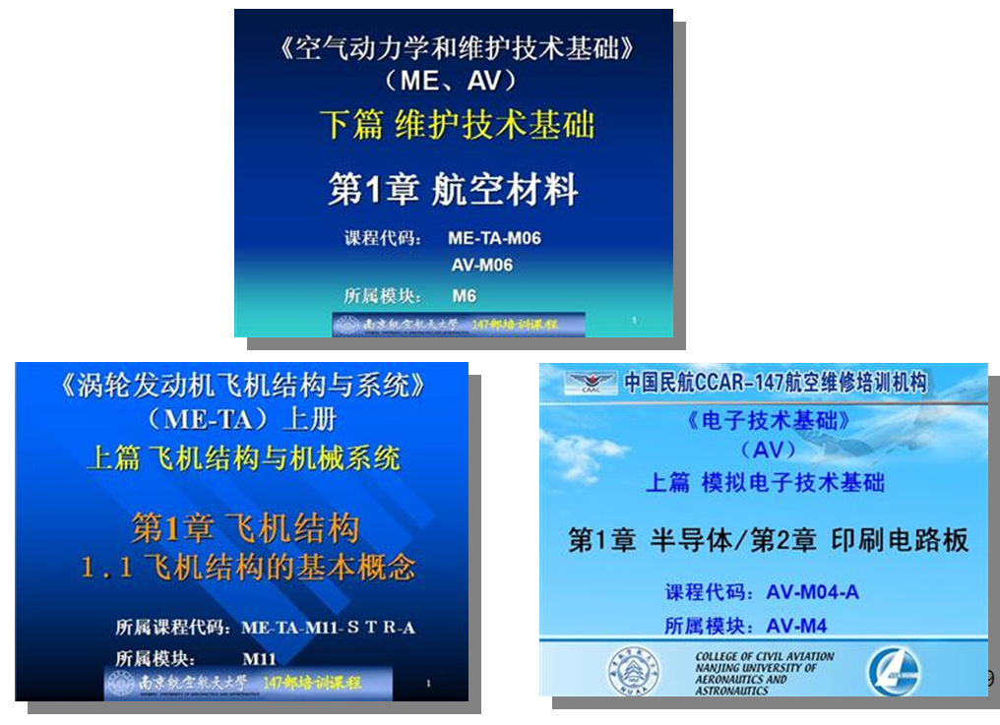 《空气动力学和维护技术基础》
（ME、AV）
下篇 维护技术基础
第1章 航空材料
课程代码： ME-TA-M06
AV-M06
所属模块： M6
南京航空航天大学 147部培训课程
1
《涡轮发动机飞机结构与系统》
（ME-TA）上册
上篇 飞机结构与机械系统
第1章 飞机结构
1.1 飞机结构的基本概念
所属课程代码：ME-TA-M11-STR-A
所属模块： M11
南京航空航天大学 147部培训课程
1
CAAC
中国民航CCAR-147航空维修培训机构
《电子技术基础》
（AV）
上篇 模拟电子技术基础
第1章 半导体/第2章 印刷电路板
课程代码：AV-M04-A
所属模块：AV-M4
NUAA
COLLEGE OF CIVIL AVIATION
NANJING UNIVERSITY OF
AERONAUTICS AND
ASTRONAUTICS
9